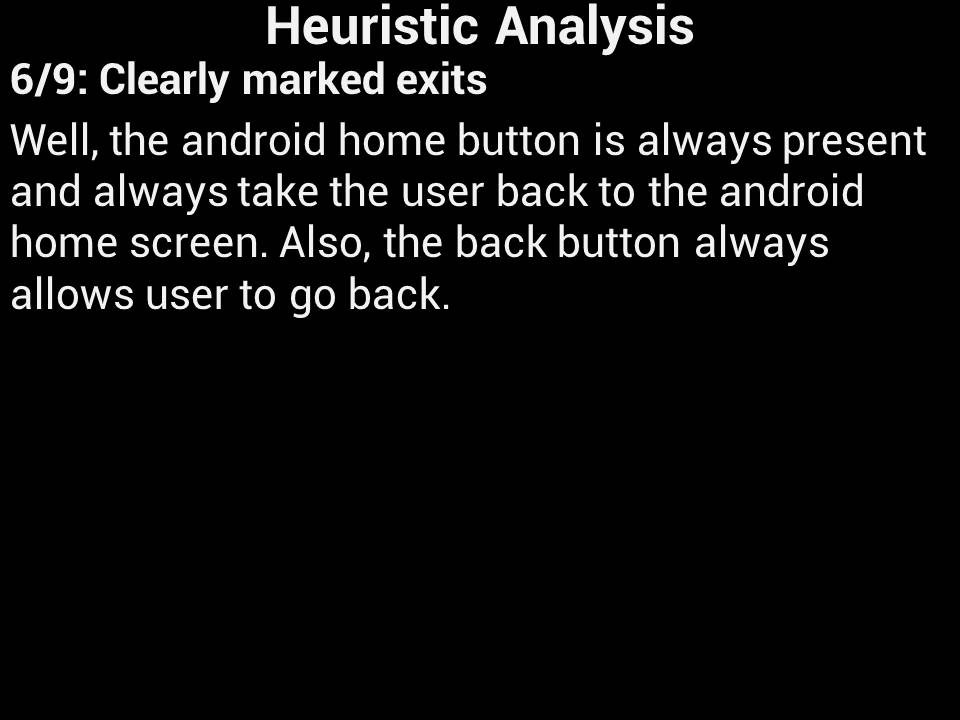 Heuristic Analysis
6/9: Clearly marked exits
Well, the android home button is always present
and always take the user back to the android
home screen. Also, the back button always
allows user to go back.